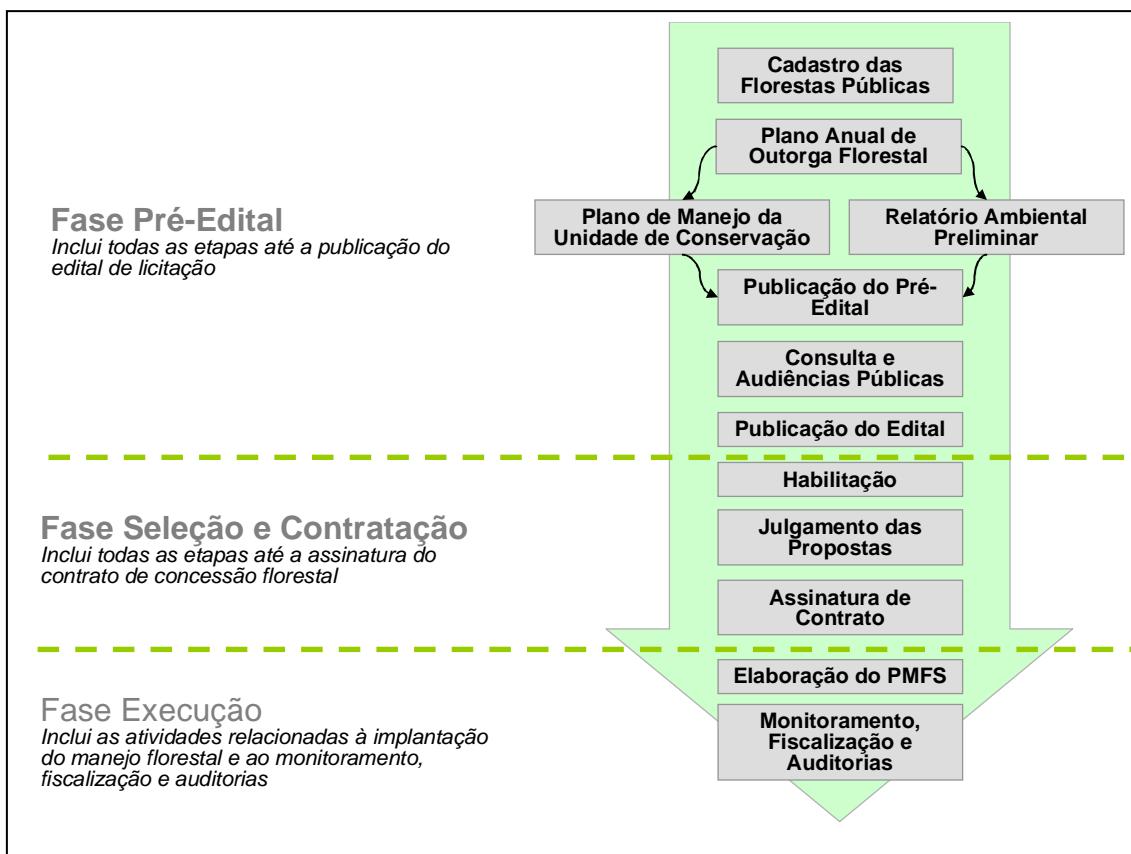 Cadastro das
Florestas Públicas
Plano Anual de
Outorga Florestal
Fase Pré-Edital
Inclui todas as etapas até a publicação do
edital de licitação
Plano de Manejo da
Unidade de Conservação
Relatório Ambiental
Preliminar
Publicação do Pré-
Edital
Consulta e
Audiências Públicas
Publicação do Edital
Habilitação
Fase Seleção e Contratação
Inclui todas as etapas até a assinatura do
contrato de concessão florestal
Julgamento das
Propostas
Assinatura de
Contrato
Elaboração do PMFS
Fase Execução
Inclui as atividades relacionadas à implantação
do manejo florestal e ao monitoramento,
fiscalização e auditorias
Monitoramento,
Fiscalização e
Auditorias